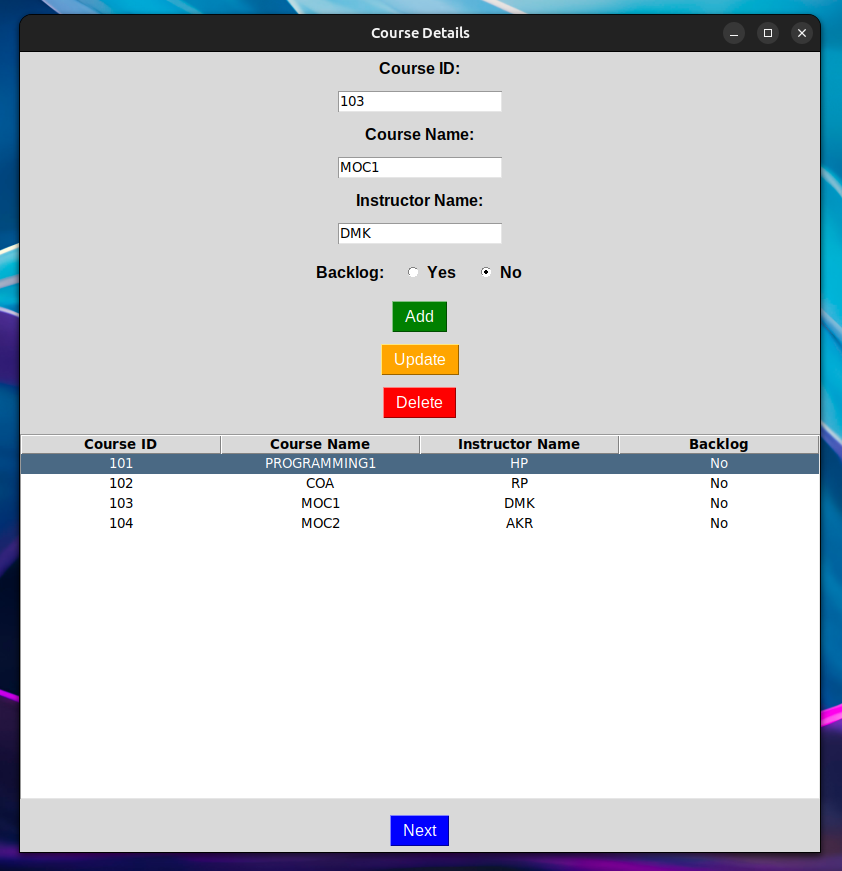 Course Details
Course ID:
103
Course Name:
MOC1
Instructor Name:
DMK
Backlog: Yes No
Add
Update
Delete
Course ID Course Name Instructor Name Backlog
101 PROGRAMMING1 HP No
102 COA RP No
103 MOC1 DMK No
104 MOC2 AKR No
Next